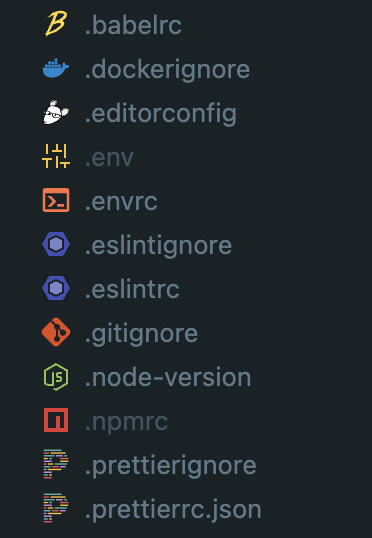 .babelrc
.dockerignore
.editorconfig
.env
.envrc
.eslintignore
.eslintrc
.gitignore
.node-version
.npmrc
.prettierignore
.prettierrc.json